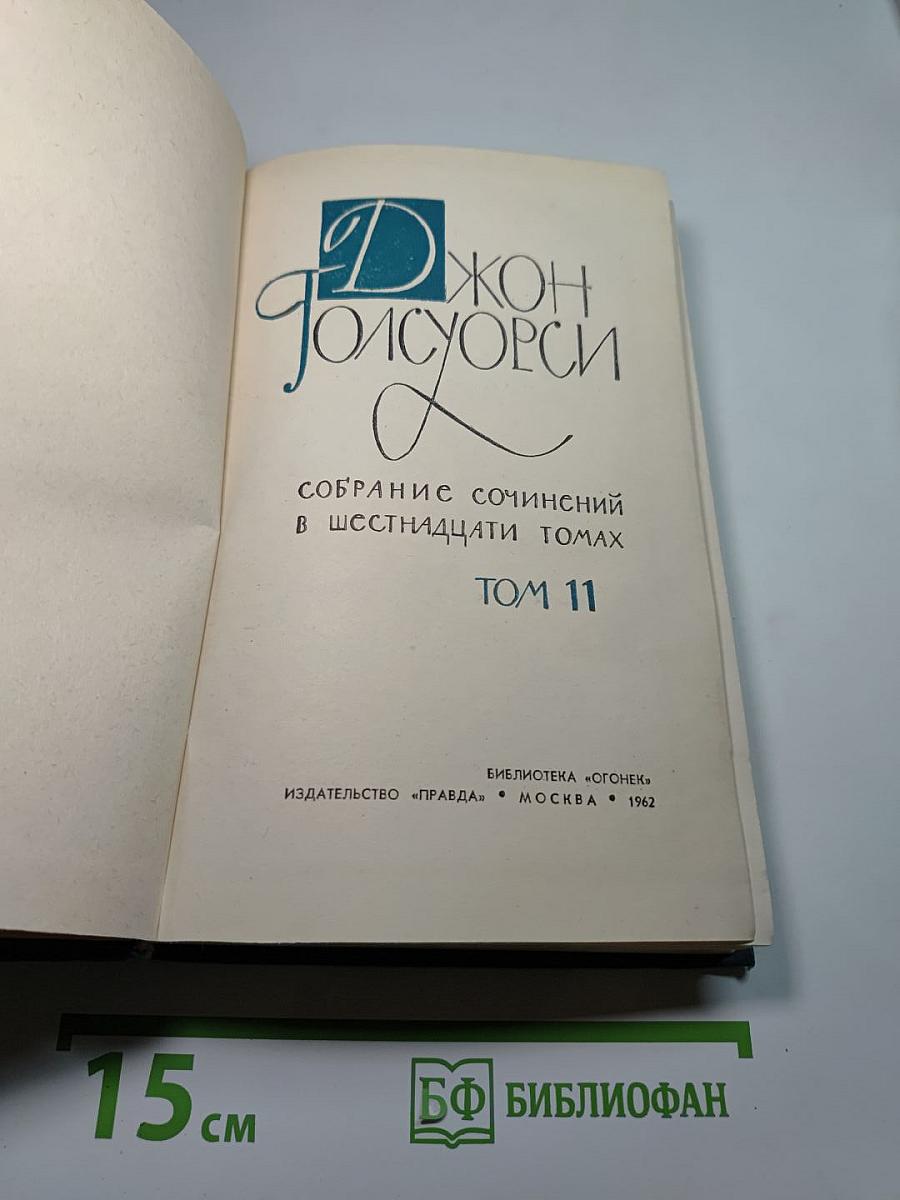 ДЖОН
ГОЛСУОРСИ
СОБРАНИЕ СОЧИНЕНИЙ
В ШЕСТНАДЦАТИ ТОМАХ
ТОМ 11
БИБЛИОТЕКА «ОГОНЕК»
ИЗДАТЕЛЬСТВО «ПРАВДА» • МОСКВА • 1962
15 см
БФ БИБЛИОФАН